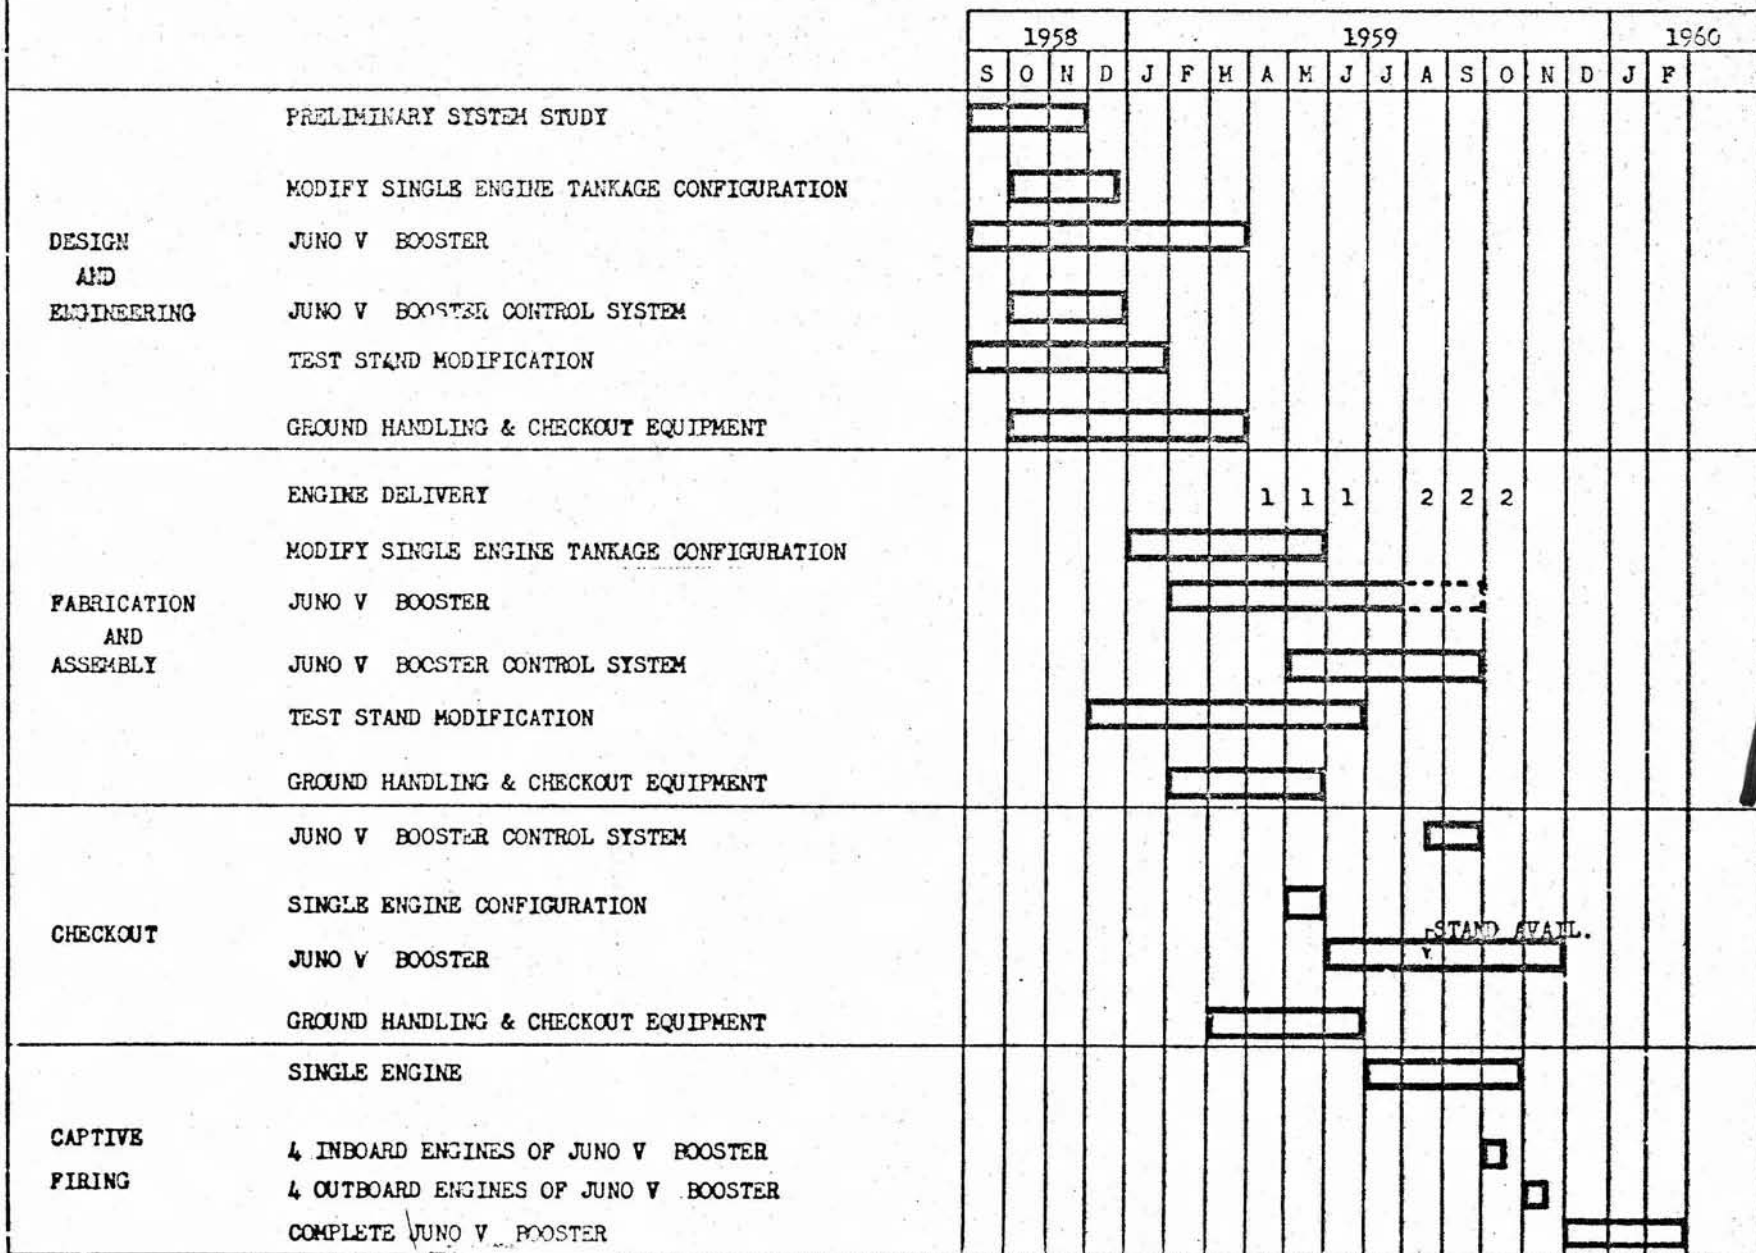 1958 1959 1960
S O N D J F M A M J J A S O N D J F
PRELIMINARY SYSTEM STUDY
MODIFY SINGLE ENGINE TANKAGE CONFIGURATION
DESIGN
JUNO V BOOSTER
AND
ENGINEERING
JUNO V BOOSTER CONTROL SYSTEM
TEST STAND MODIFICATION
GROUND HANDLING & CHECKOUT EQUIPMENT
ENGINE DELIVERY 1 1 1 2 2 2
MODIFY SINGLE ENGINE TANKAGE CONFIGURATION
FABRICATION
JUNO V BOOSTER
AND
ASSEMBLY
JUNO V BOOSTER CONTROL SYSTEM
TEST STAND MODIFICATION
GROUND HANDLING & CHECKOUT EQUIPMENT
JUNO V BOOSTER CONTROL SYSTEM
SINGLE ENGINE CONFIGURATION
STAND AVAIL.
CHECKOUT
JUNO V BOOSTER
GROUND HANDLING & CHECKOUT EQUIPMENT
SINGLE ENGINE
CAPTIVE
4 INBOARD ENGINES OF JUNO V BOOSTER
FIRING
4 OUTBOARD ENGINES OF JUNO V BOOSTER
COMPLETE JUNO V BOOSTER